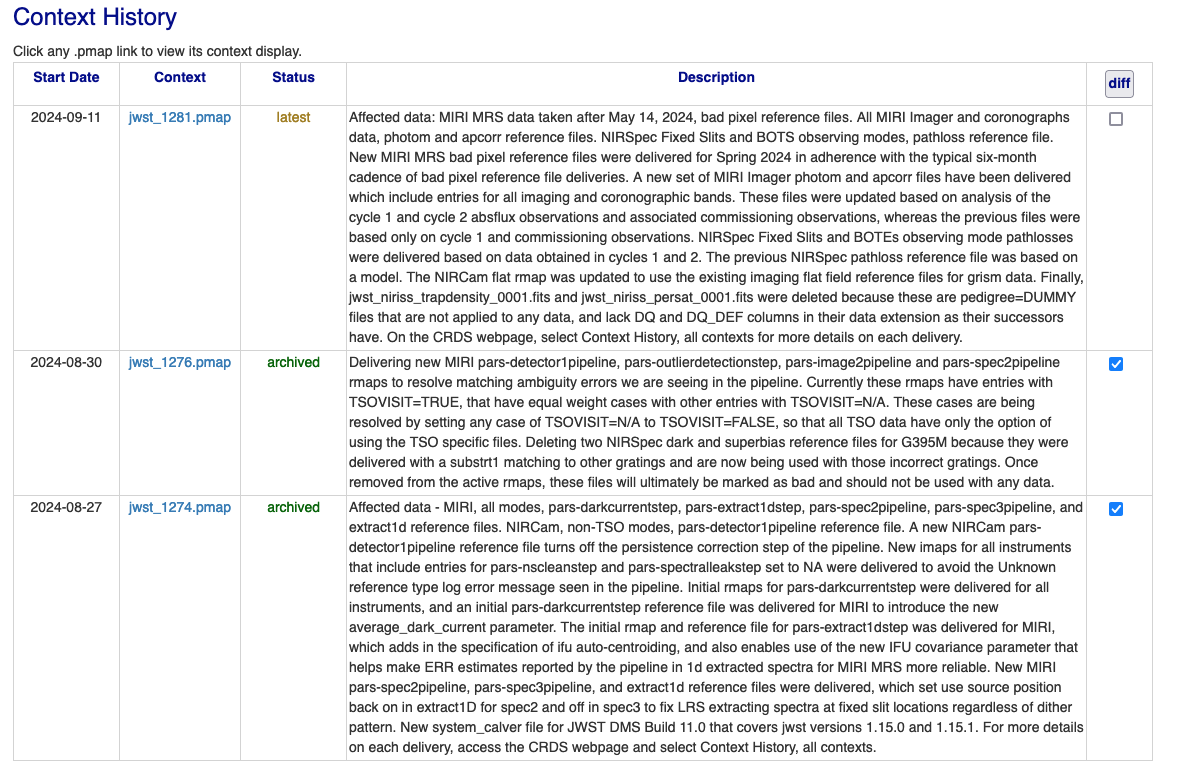 Context History
Click any .pmap link to view its context display.
Start Date Context Status Description diff
2024-09-11 jwst_1281.pmap latest Affected data: MIRI MRS data taken after May 14, 2024, bad pixel reference files. All MIRI Imager and coronographs
data, photom and apcorr reference files. NIRSpec Fixed Slits and BOTS observing modes, pathloss reference file.
New MIRI MRS bad pixel reference files were delivered for Spring 2024 in adherence with the typical six-month
cadence of bad pixel reference file deliveries. A new set of MIRI Imager photom and apcorr files have been delivered
which include entries for all imaging and coronographic bands. These files were updated based on analysis of the
cycle 1 and cycle 2 absflux observations and associated commissioning observations, whereas the previous files were
based only on cycle 1 and commissioning observations. NIRSpec Fixed Slits and BOTEs observing mode pathlosses
were delivered based on data obtained in cycles 1 and 2. The previous NIRSpec pathloss reference file was based on
a model. The NIRCam flat rmap was updated to use the existing imaging flat field reference files for grism data. Finally,
jwst_niriss_trapdensity_0001.fits and jwst_niriss_persat_0001.fits were deleted because these are pedigree=DUMMY
files that are not applied to any data, and lack DQ and DQ_DEF columns in their data extension as their successors
have. On the CRDS webpage, select Context History, all contexts for more details on each delivery.
2024-08-30 jwst_1276.pmap archived Delivering new MIRI pars-detector1pipeline, pars-outlierdetectionstep, pars-image2pipeline and pars-spec2pipeline
rmaps to resolve matching ambiguity errors we are seeing in the pipeline. Currently these rmaps have entries with
TSOVISIT=TRUE, that have equal weight cases with other entries with TSOVISIT=N/A. These cases are being
resolved by setting any case of TSOVISIT=N/A to TSOVISIT=FALSE, so that all TSO data have only the option of
using the TSO specific files. Deleting two NIRSpec dark and superbias reference files for G395M because they were
delivered with a substrt1 matching to other gratings and are now being used with those incorrect gratings. Once
removed from the active rmaps, these files will ultimately be marked as bad and should not be used with any data.
2024-08-27 jwst_1274.pmap archived Affected data - MIRI, all modes, pars-darkcurrentstep, pars-extract1dstep, pars-spec2pipeline, pars-spec3pipeline, and
extract1d reference files. NIRCam, non-TSO modes, pars-detector1pipeline reference file. A new NIRCam pars-
detector1pipeline reference file turns off the persistence correction step of the pipeline. New imaps for all instruments
that include entries for pars-nscleanstep and pars-spectralleakstep set to NA were delivered to avoid the Unknown
reference type log error message seen in the pipeline. Initial rmaps for pars-darkcurrentstep were delivered for all
instruments, and an initial pars-darkcurrentstep reference file was delivered for MIRI to introduce the new
average_dark_current parameter. The initial rmap and reference file for pars-extract1dstep was delivered for MIRI,
which adds in the specification of ifu auto-centroiding, and also enables use of the new IFU covariance parameter that
helps make ERR estimates reported by the pipeline in 1d extracted spectra for MIRI MRS more reliable. New MIRI
pars-spec2pipeline, pars-spec3pipeline, and extract1d reference files were delivered, which set use source position
back on in extract1D for spec2 and off in spec3 to fix LRS extracting spectra at fixed slit locations regardless of dither
pattern. New system_calver file for JWST DMS Build 11.0 that covers jwst versions 1.15.0 and 1.15.1. For more details
on each delivery, access the CRDS webpage and select Context History, all contexts.